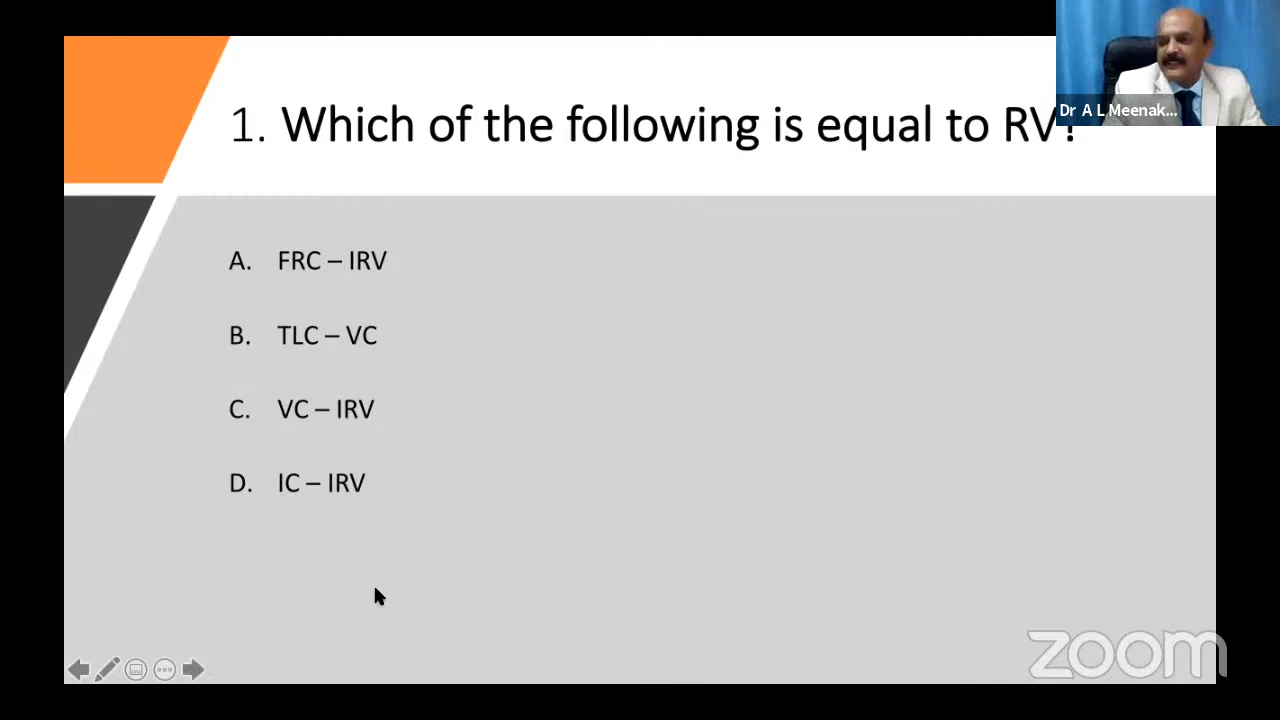 1. Which of the following is equal to RV?
Dr A L Meenak...
A. FRC – IRV
B. TLC – VC
C. VC – IRV
D. IC – IRV
zoom